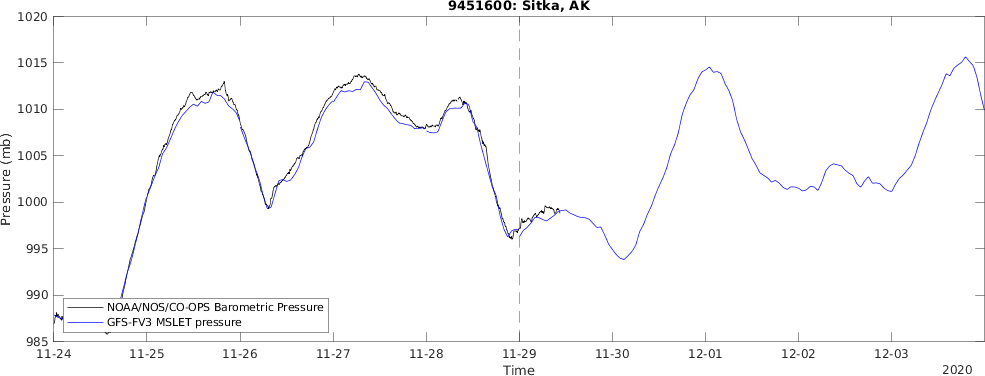 9451600: Sitka, AK
1020
1015
1010
1005
1000
995
990
985
Pressure (mb)
NOAA/NOS/CO-OPS Barometric Pressure
GFS-FV3 MSLET pressure
11-24 11-25 11-26 11-27 11-28 11-29 11-30 12-01 12-02 12-03
Time
2020